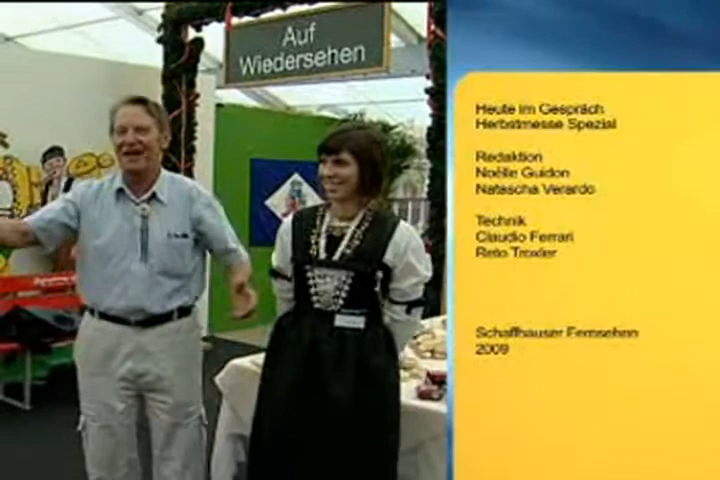 Auf
Wiedersehen
Heute im Gespräch
Herbstmesse Spezial
Redaktion
Noëlle Guidon
Natascha Verardo
Technik
Claudio Ferrari
Reto Troxler
Schaffhauser Fernsehen
2009